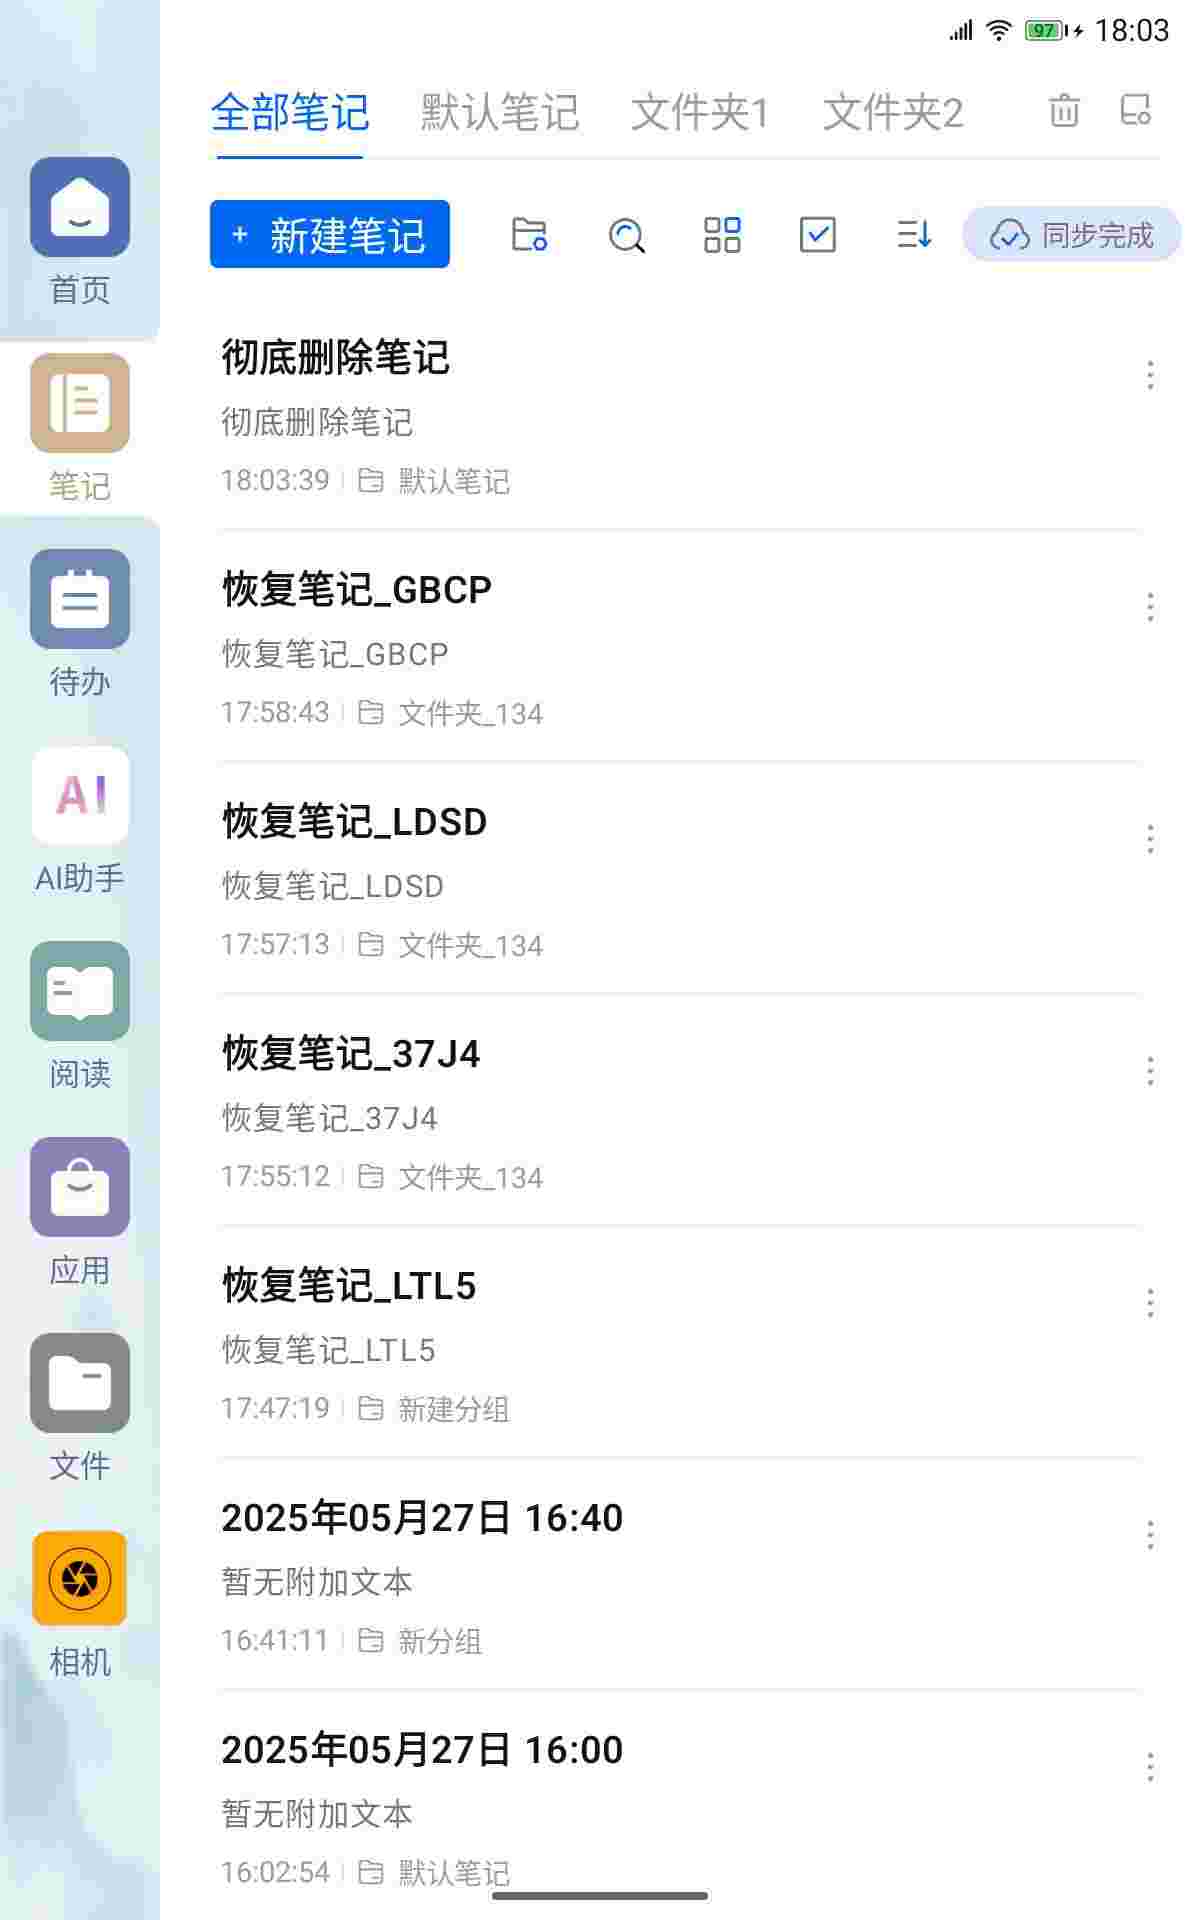 97 18:03
全部笔记 默认笔记 文件夹1 文件夹2
+ 新建笔记 同步完成
首页
笔记
待办
AI
AI助手
阅读
应用
文件
相机
彻底删除笔记
彻底删除笔记
18:03:39 默认笔记
恢复笔记_GBCP
恢复笔记_GBCP
17:58:43 文件夹_134
恢复笔记_LDSD
恢复笔记_LDSD
17:57:13 文件夹_134
恢复笔记_37J4
恢复笔记_37J4
17:55:12 文件夹_134
恢复笔记_LTL5
恢复笔记_LTL5
17:47:19 新建分组
2025年05月27日 16:40
暂无附加文本
16:41:11 新分组
2025年05月27日 16:00
暂无附加文本
16:02:54 默认笔记